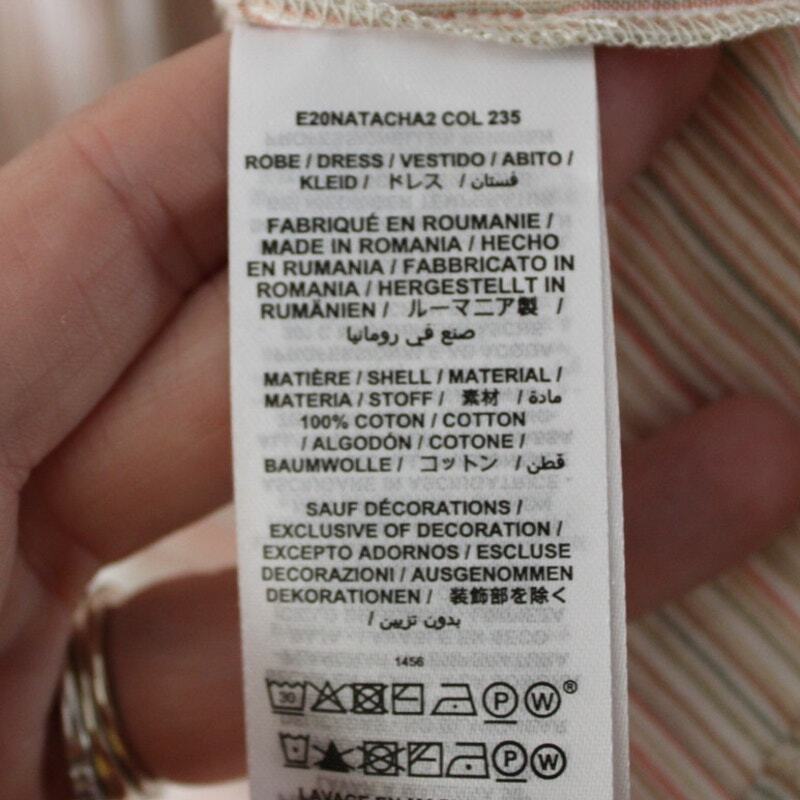 E20NATACHA2 COL 235
ROBE / DRESS / VESTIDO / ABITO /
KLEID / ドレス / فستان
FABRIQUÉ EN ROUMANIE /
MADE IN ROMANIA / HECHO
EN RUMANIA / FABBRICATO IN
ROMANIA / HERGESTELLT IN
RUMÄNIEN / ルーマニア製 /
صنع في رومانيا
MATIÈRE / SHELL / MATERIAL /
MATERIA / STOFF / 素材 / مادة
100% COTON / COTTON
/ ALGODÓN / COTONE /
BAUMWOLLE / コットン / قطن
SAUF DÉCORATIONS /
EXCLUSIVE OF DECORATION /
EXCEPTO ADORNOS / ESCLUSE
DECORAZIONI / AUSGENOMMEN
DEKORATIONEN / 装飾部を除く
/ بدون تزيين
1456
30 P W ®
P W